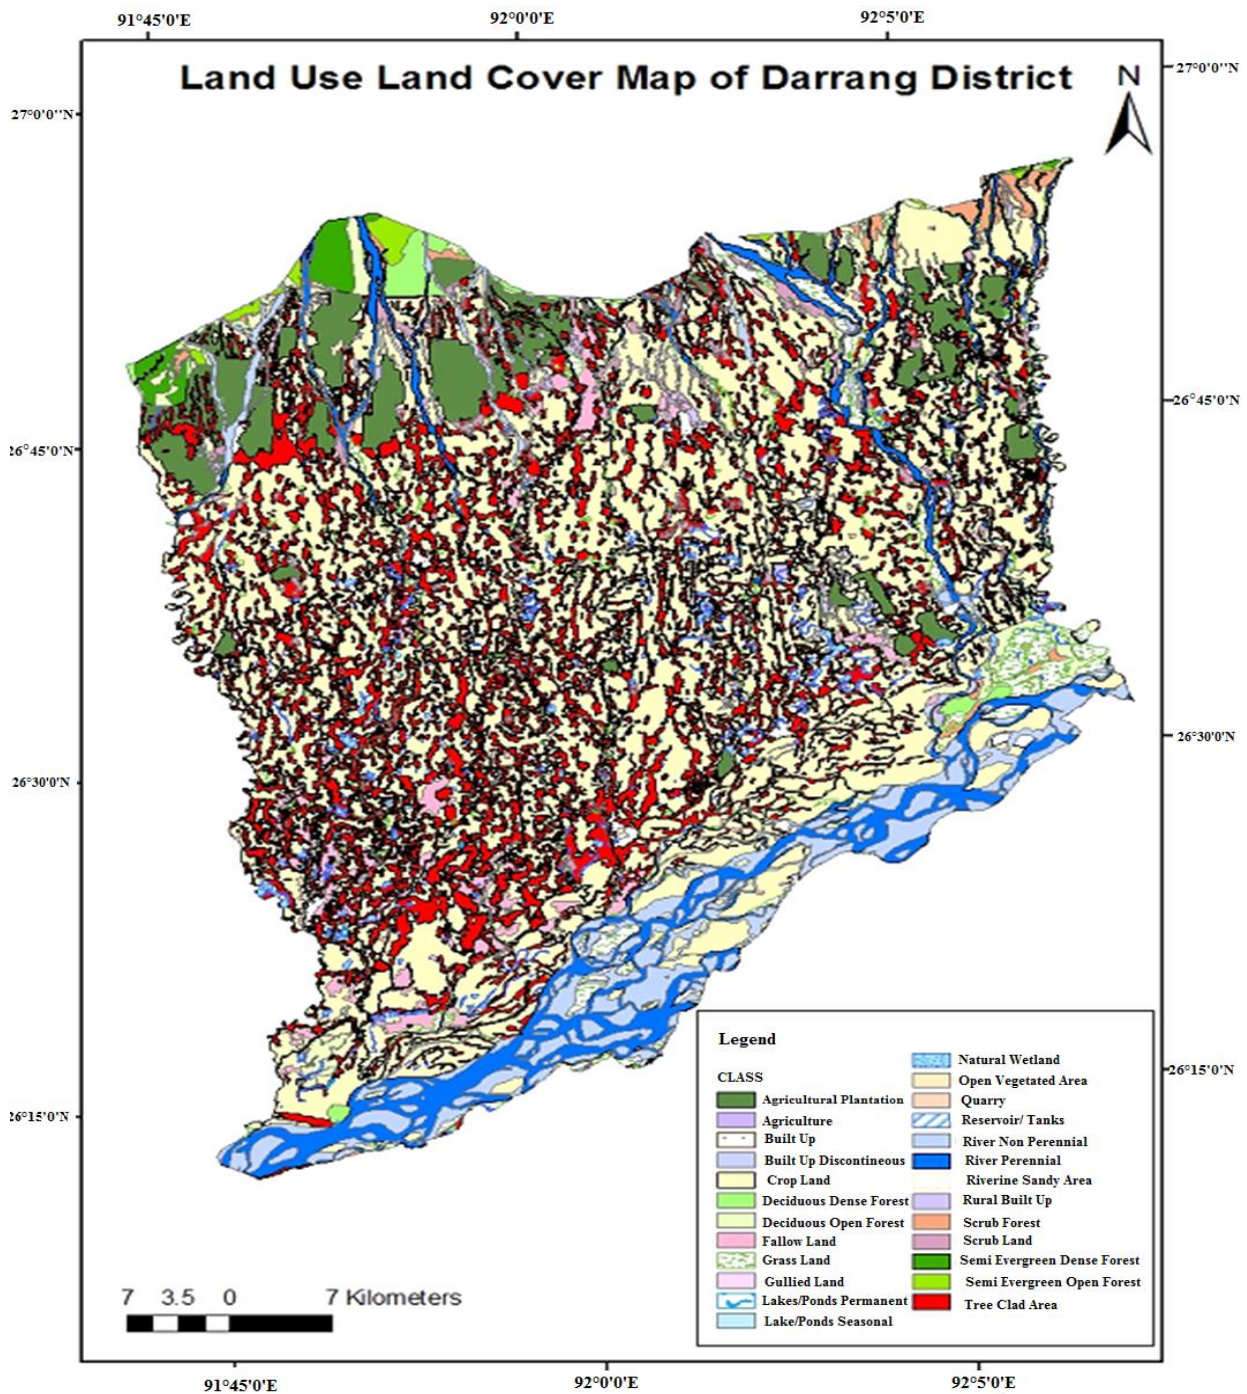 91°45'0'E 92°0'0'E 92°5'0'E
Land Use Land Cover Map of Darrang District
N
27°0'0''N
27°0'0''N
26°45'0'N
26°45'0'N
26°30'0'N
26°30'0'N
26°15'0'N
26°15'0'N
Legend
CLASS
Agricultural Plantation
Agriculture
Built Up
Built Up Discontineous
Crop Land
Deciduous Dense Forest
Deciduous Open Forest
Fallow Land
Grass Land
Gullied Land
Lakes/Ponds Permanent
Lake/Ponds Seasonal
Natural Wetland
Open Vegetated Area
Quarry
Reservoir/ Tanks
River Non Perennial
River Perennial
Riverine Sandy Area
Rural Built Up
Scrub Forest
Scrub Land
Semi Evergreen Dense Forest
Semi Evergreen Open Forest
Tree Clad Area
7 3.5 0 7 Kilometers
91°45'0'E 92°0'0'E 92°5'0'E